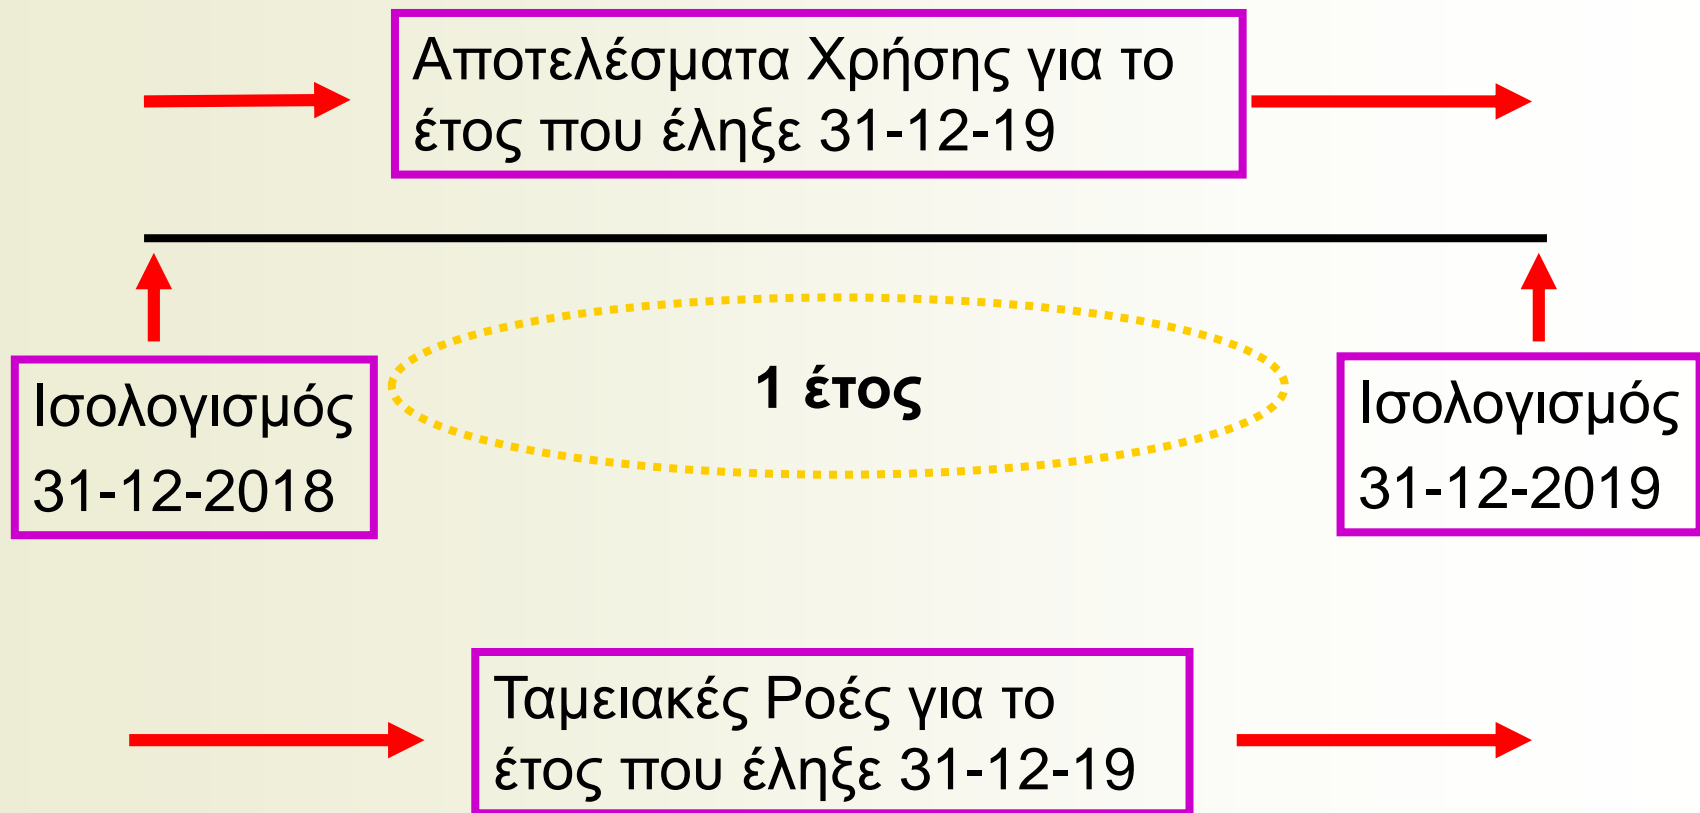 Αποτελέσματα Χρήσης για το
έτος που έληξε 31-12-19
1 έτος
Ισολογισμός
31-12-2018
Ισολογισμός
31-12-2019
Ταμειακές Ροές για το
έτος που έληξε 31-12-19